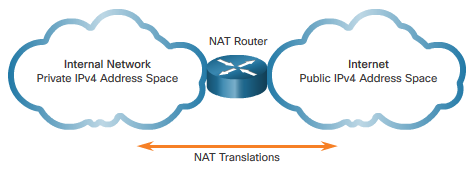 NAT Router
Internal Network
Private IPv4 Address Space
Internet
Public IPv4 Address Space
NAT Translations